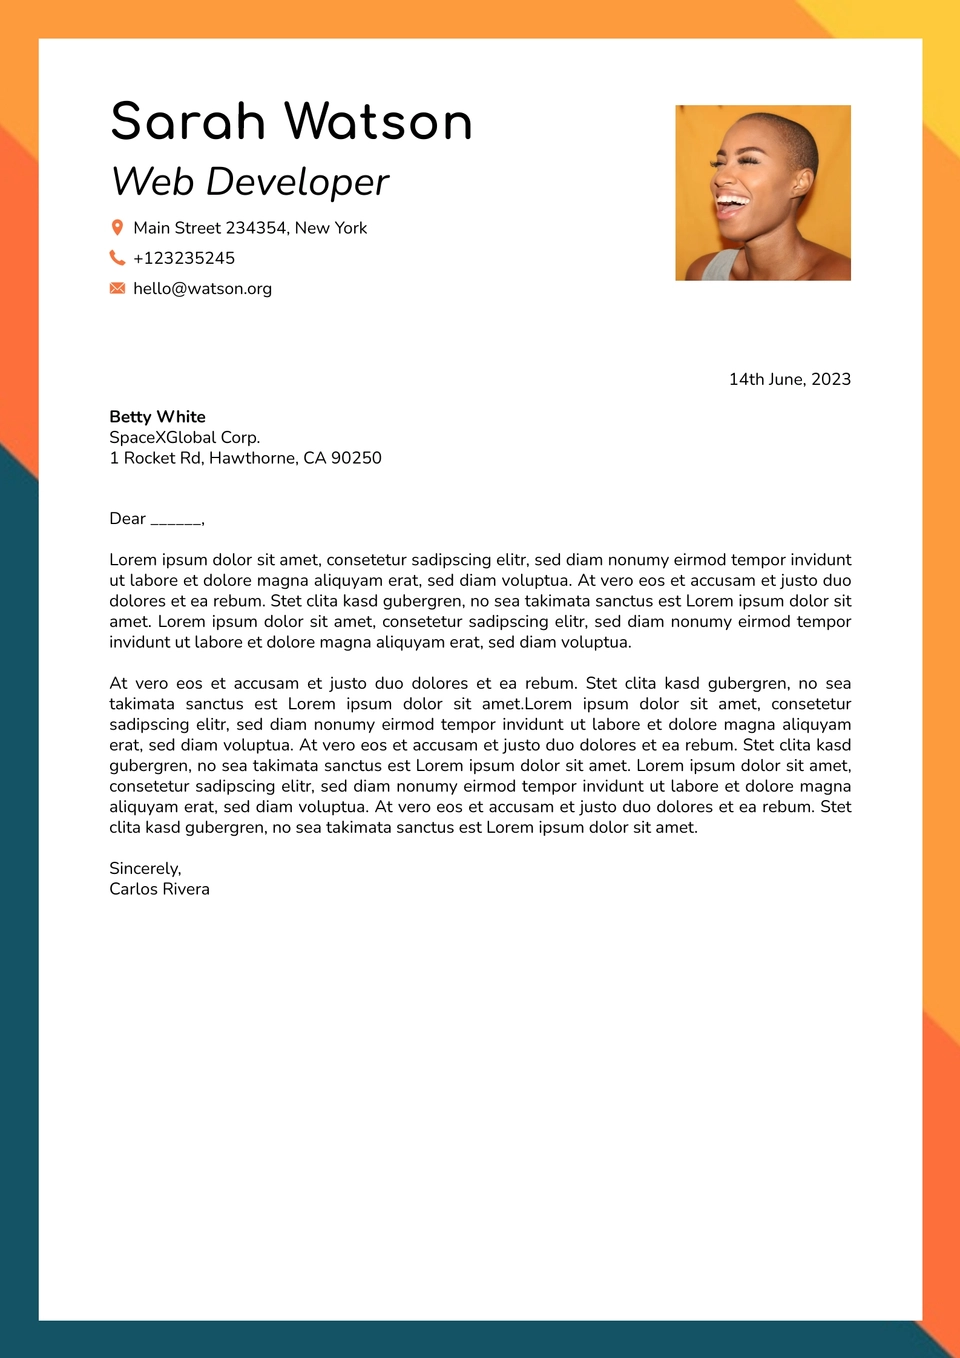 Sarah Watson
Web Developer
Main Street 234354, New York
+123235245
hello@watson.org
14th June, 2023
Betty White
SpaceXGlobal Corp.
1 Rocket Rd, Hawthorne, CA 90250
Dear ______,
Lorem ipsum dolor sit amet, consetetur sadipscing elitr, sed diam nonumy eirmod tempor invidunt
ut labore et dolore magna aliquyam erat, sed diam voluptua. At vero eos et accusam et justo duo
dolores et ea rebum. Stet clita kasd gubergren, no sea takimata sanctus est Lorem ipsum dolor sit
amet. Lorem ipsum dolor sit amet, consetetur sadipscing elitr, sed diam nonumy eirmod tempor
invidunt ut labore et dolore magna aliquyam erat, sed diam voluptua.
At vero eos et accusam et justo duo dolores et ea rebum. Stet clita kasd gubergren, no sea
takimata sanctus est Lorem ipsum dolor sit amet.Lorem ipsum dolor sit amet, consetetur
sadipscing elitr, sed diam nonumy eirmod tempor invidunt ut labore et dolore magna aliquyam
erat, sed diam voluptua. At vero eos et accusam et justo duo dolores et ea rebum. Stet clita kasd
gubergren, no sea takimata sanctus est Lorem ipsum dolor sit amet. Lorem ipsum dolor sit amet,
consetetur sadipscing elitr, sed diam nonumy eirmod tempor invidunt ut labore et dolore magna
aliquyam erat, sed diam voluptua. At vero eos et accusam et justo duo dolores et ea rebum. Stet
clita kasd gubergren, no sea takimata sanctus est Lorem ipsum dolor sit amet.
Sincerely,
Carlos Rivera